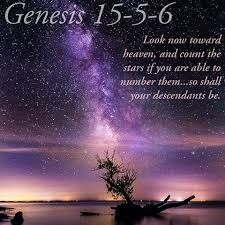 Genesis 15-5-6
Look now toward
heaven, and count the
stars if you are able to
number them...so shall
your descendants be.